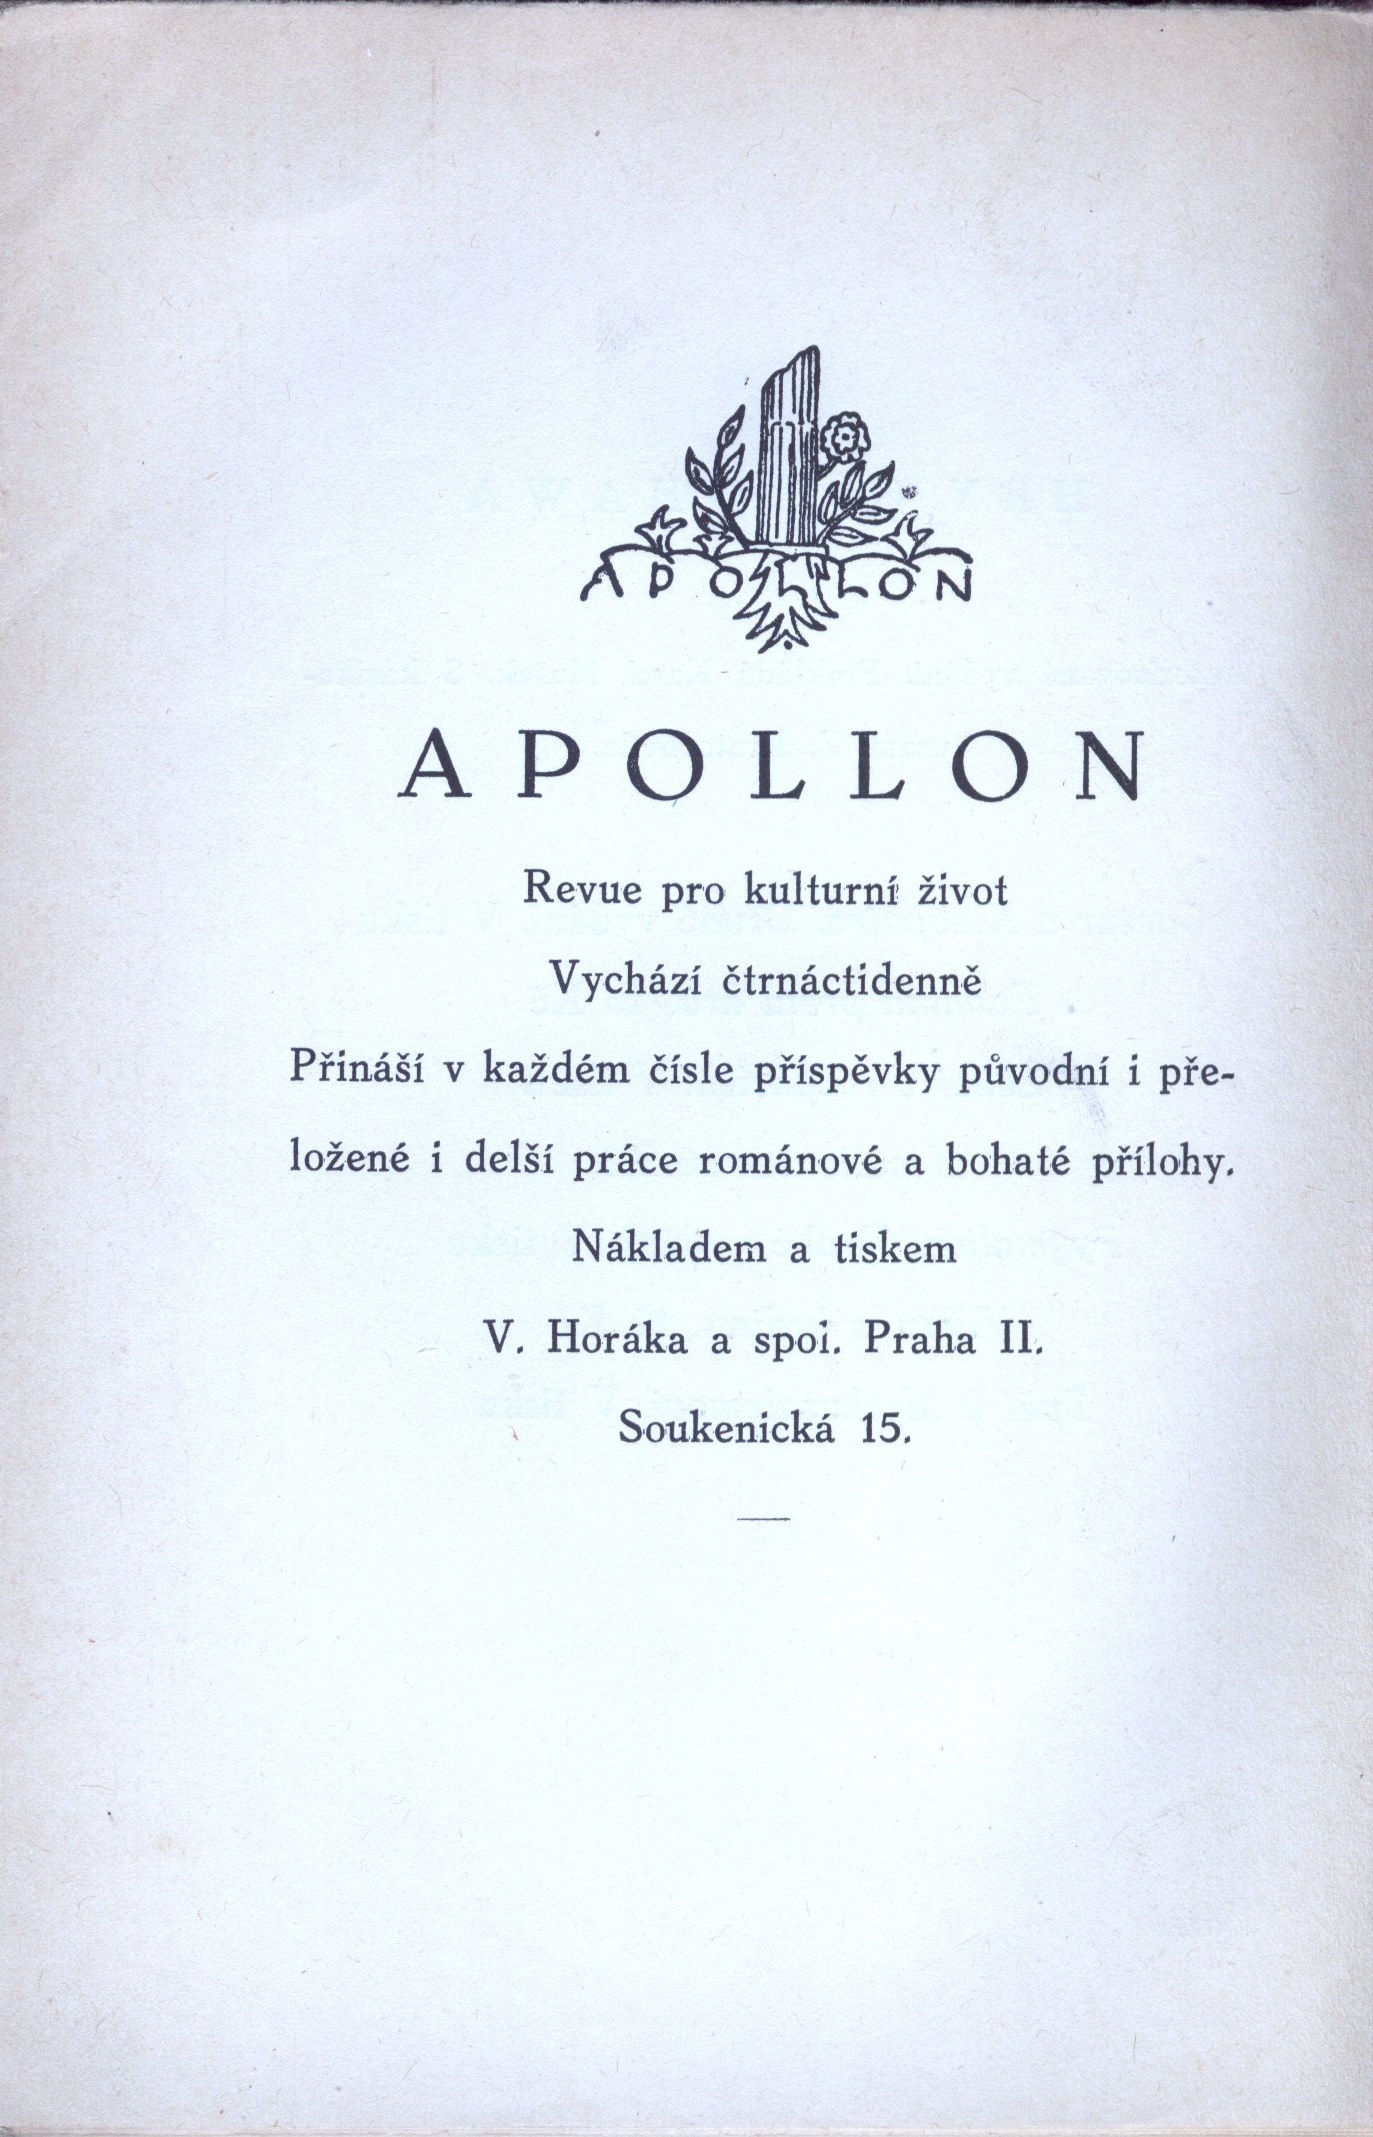 APOLLON
APOLLON
Revue pro kulturní život
Vychází čtrnáctidenně
Přináší v každém čísle příspěvky původní i pře-
ložené i delší práce románové a bohaté přílohy.
Nákladem a tiskem
V. Horáka a spol. Praha II.
Soukenická 15.